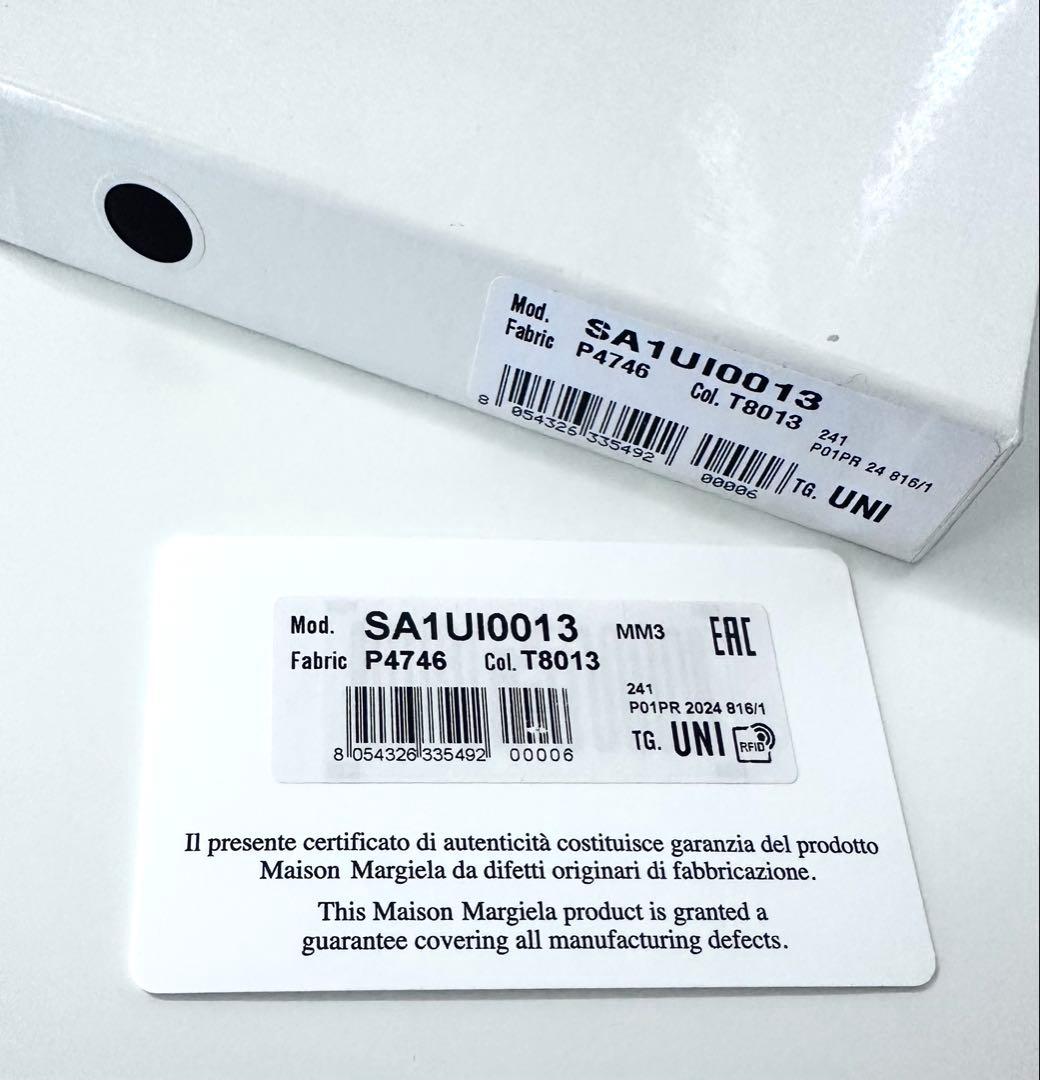 Mod. SA1UI0013
Fabric P4746 Col. T8013
241
P01PR 24 816/1
8 054326 335492 00006 TG. UNI
Mod. SA1UI0013 MM3 EAC
Fabric P4746 Col. T8013
241
P01PR 2024 816/1
TG. UNI RFID
8 054326 335492 00006
Il presente certificato di autenticità costituisce garanzia del prodotto
Maison Margiela da difetti originari di fabbricazione.
This Maison Margiela product is granted a
guarantee covering all manufacturing defects.